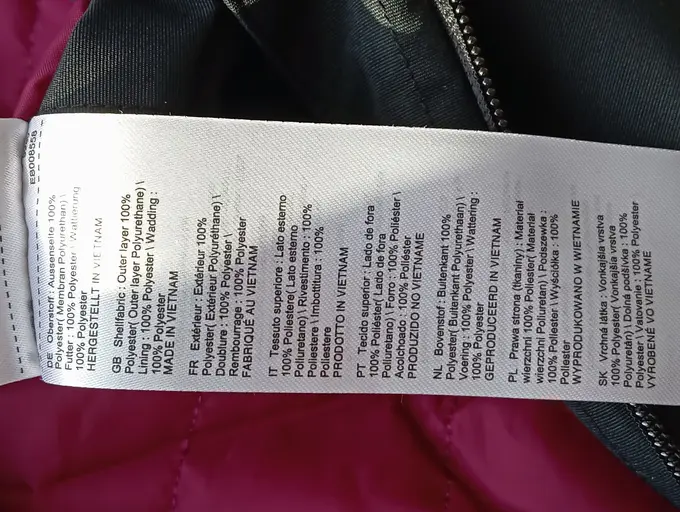 EB008558
DE Oberstoff : Aussenseite 100%
Polyester( Membran Polyurethan) \
Futter : 100% Polyester \ Wattierung
100% Polyester
HERGESTELLT IN VIETNAM
GB Shellfabric : Outer layer 100%
Polyester( Outer layer Polyurethane) \
Lining : 100% Polyester \ Wadding :
100% Polyester
MADE IN VIETNAM
FR Extérieur : Extérieur 100%
Polyester( Extérieur Polyuréthane) \
Doublure : 100% Polyester \
Rembourrage : 100% Polyester
FABRIQUÉ AU VIETNAM
IT Tessuto superiore : Lato esterno
100% Poliestere( Lato esterno
Poliuretano) \ Rivestimento : 100%
Poliestere \ Imbottitura : 100%
Poliestere
PRODOTTO IN VIETNAM
PT Tecido superior : Lado de fora
100% Poliéster( Lado de fora
Poliuretano) \ Forro : 100% Poliéster \
Acolchoado : 100% Poliéster
PRODUZIDO NO VIETNAME
NL Bovenstof : Buitenkant 100%
Polyester( Buitenkant Polyurethaan) \
Voering : 100% Polyester \ Wattering :
100% Polyester
GEPRODUCEERD IN VIETNAM
PL Prawa strona (tkaniny) : Materiał
wierzchni 100% Poliester( Materiał
wierzchni Poliuretan) \ Podszewka :
100% Poliester \ Wyściółka : 100%
Poliester
WYPRODUKOWANO W WIETNAMIE
SK Vrchná látka : Vonkajšia vrstva
100% Polyester( Vonkajšia vrstva
Polyuretán) \ Dolná podšívka : 100%
Polyester \ Vatovanie : 100% Polyester
VYROBENÉ VO VIETNAME